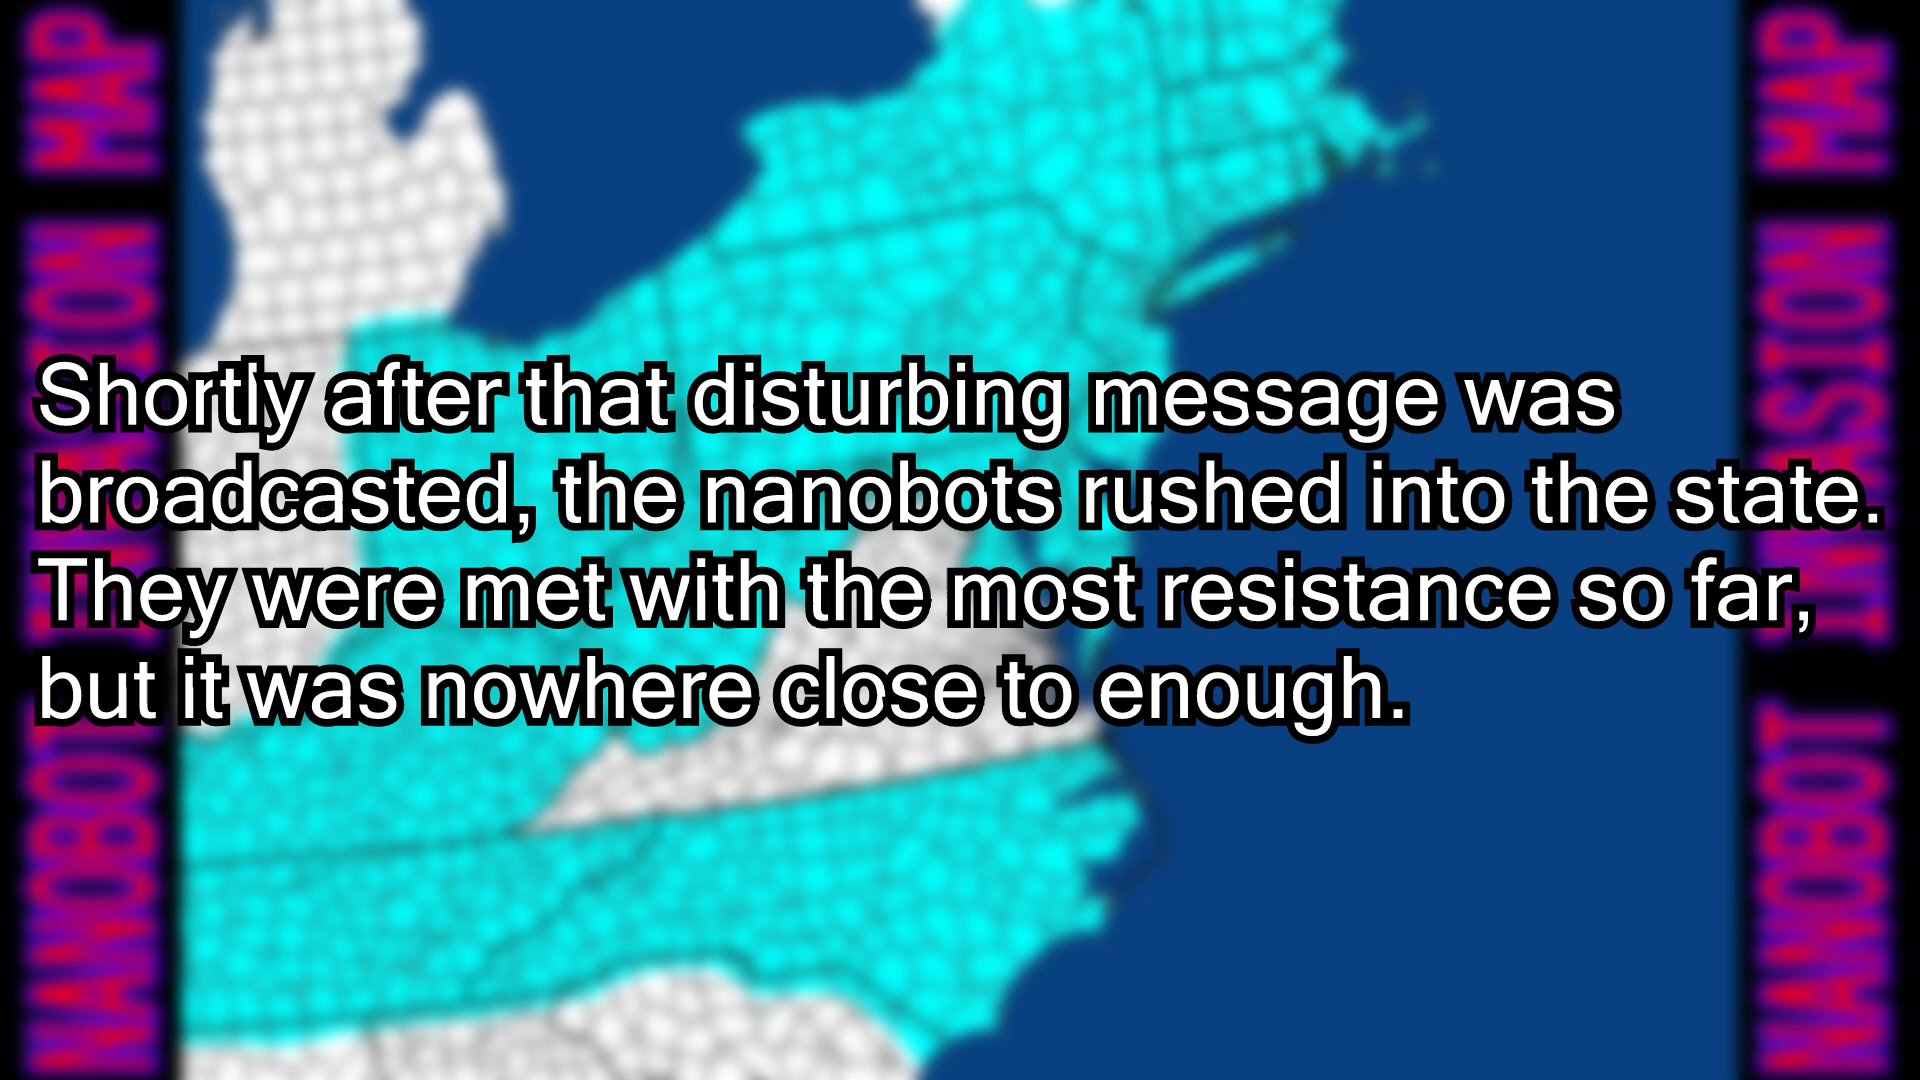 NANOBOT INVASION MAP
Shortly after that disturbing message was
broadcasted, the nanobots rushed into the state.
They were met with the most resistance so far,
but it was nowhere close to enough.
NANOBOT INVASION MAP